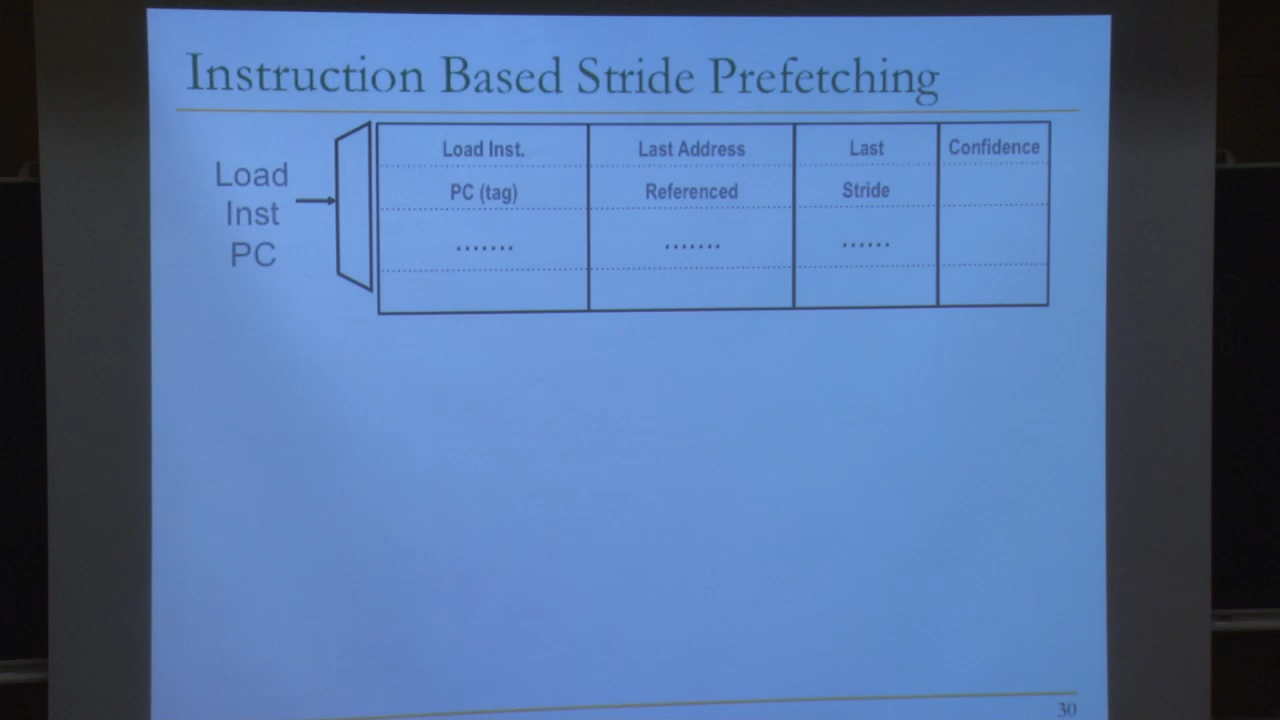 Instruction Based Stride Prefetching
Load
Inst
PC
Load Inst. Last Address Last Confidence
PC (tag) Referenced Stride
....... ....... ......
30